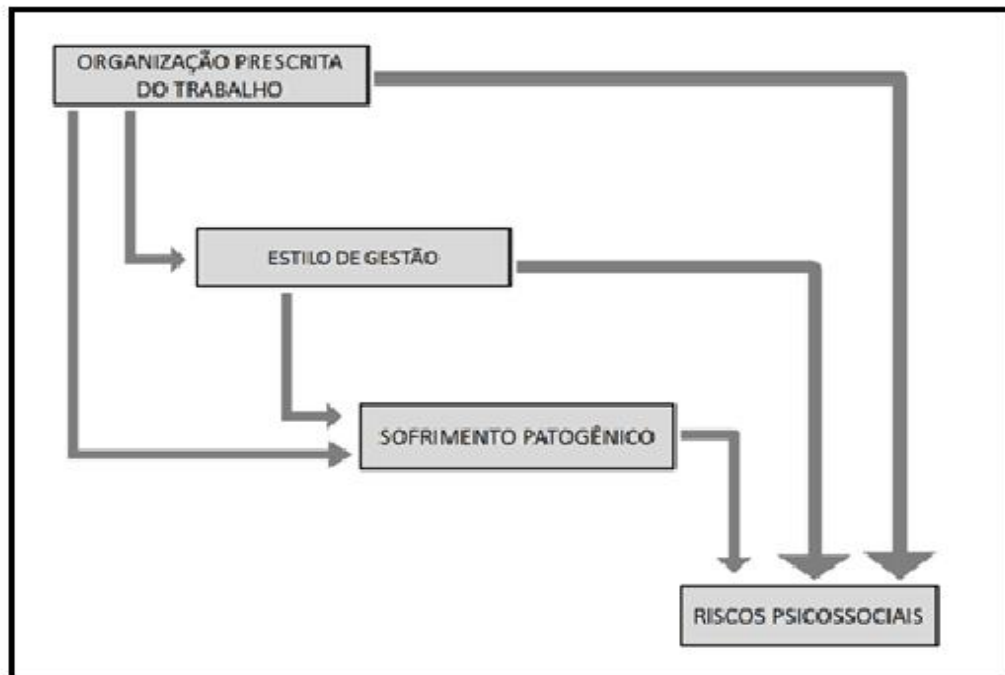 ORGANIZAÇÃO PRESCRITA
DO TRABALHO
ESTILO DE GESTÃO
SOFRIMENTO PATOGÊNICO
RISCOS PSICOSSOCIAIS